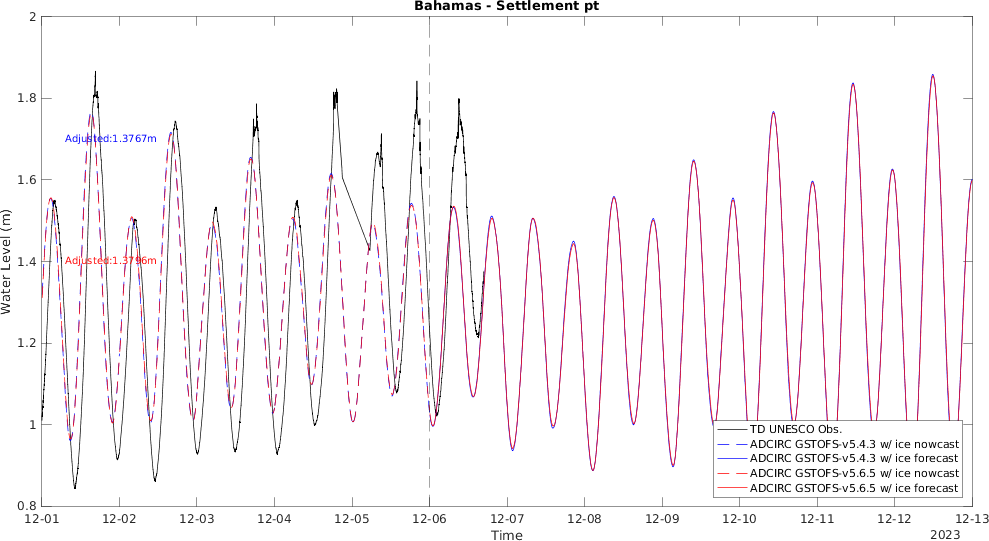 Bahamas - Settlement pt
2
1.8
1.6
1.4
1.2
1
0.8
Water Level (m)
Adjusted:1.3767m
Adjusted:1.3796m
TD UNESCO Obs.
ADCIRC GSTOFS-v5.4.3 w/ ice nowcast
ADCIRC GSTOFS-v5.4.3 w/ ice forecast
ADCIRC GSTOFS-v5.6.5 w/ ice nowcast
ADCIRC GSTOFS-v5.6.5 w/ ice forecast
12-01 12-02 12-03 12-04 12-05 12-06 12-07 12-08 12-09 12-10 12-11 12-12 12-13
Time
2023